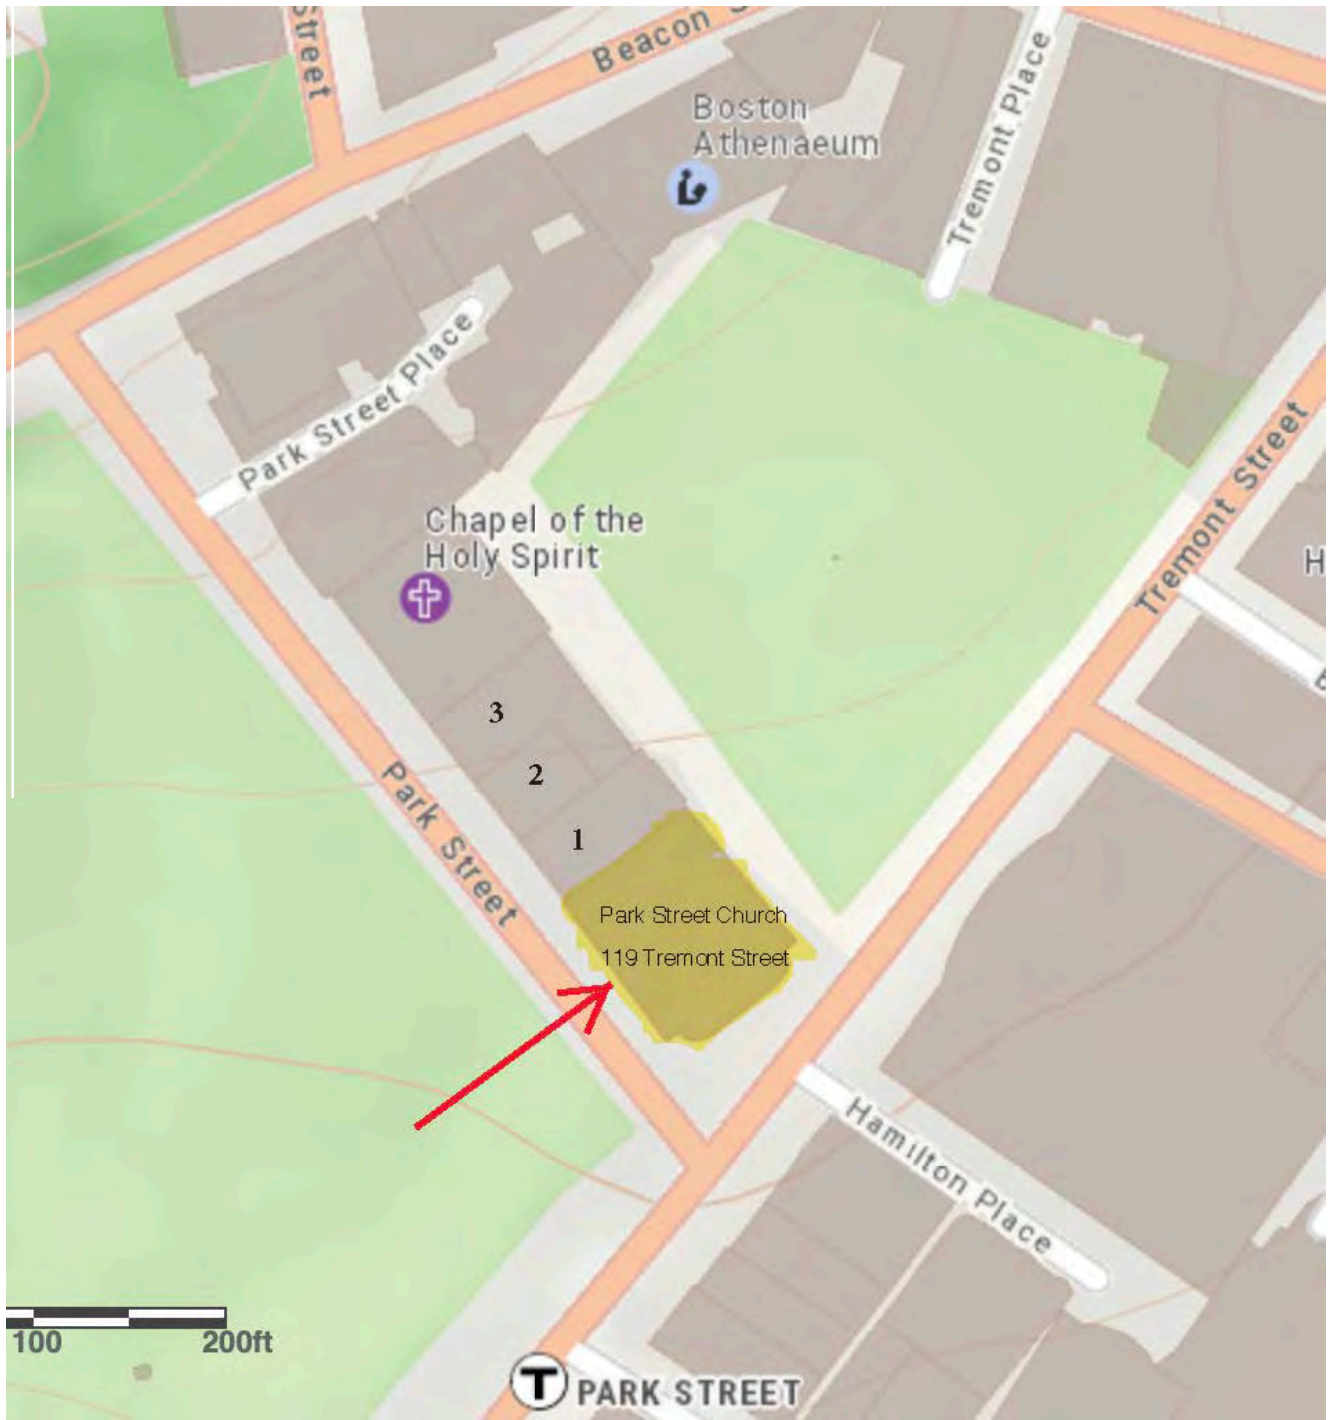 Street
Beacon S
Tremont Place
Boston
Athenaeum
Park Street Place
Tremont Street
Chapel of the
Holy Spirit
H
3
2
1
Park Street
Park Street Church
119 Tremont Street
Hamilton Place
100 200ft
T PARK STREET